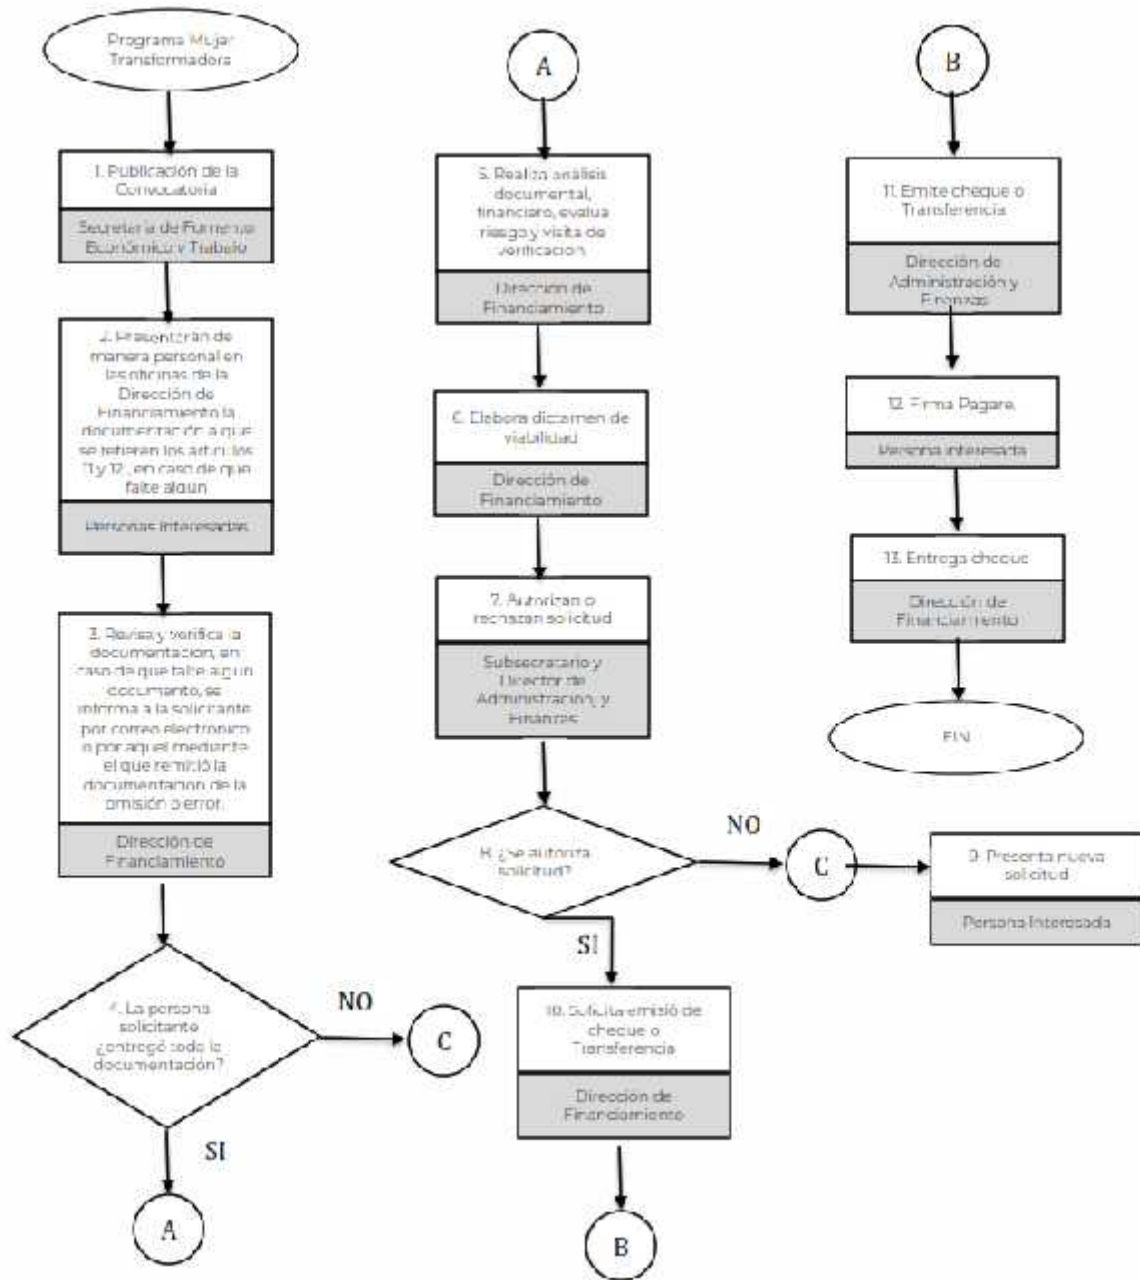 Programa Mujer
Transformadora
1. Publicación de la
Convocatoria
Secretaría de Fomento
Económico y Trabajo
2. Presentarán de
manera personal en
las oficinas de la
Dirección de
Financiamiento la
documentación a que
se refieren los artículos
11 y 12, en caso de que
falte algún
Personas Interesadas
3. Revisa y verifica la
documentación, en
caso de que falte algún
documento, se
informa a la solicitante
por correo electrónico
o por aquel mediante
el que remitió la
documentación de la
omisión o error.
Dirección de
Financiamiento
4. La persona
solicitante
¿entregó toda la
documentación?
NO
C
SI
A
A
5. Realiza análisis
documental,
financiero, evalua
riesgo y visita de
verificación
Dirección de
Financiamiento
6. Elabora dictamen de
viabilidad
Dirección de
Financiamiento
7. Autorizan o
rechazan solicitud
Subsecretario y
Director de
Administración, y
Finanzas
8. ¿Se autoriza
solicitud?
NO
C
9. Presenta nueva
solicitud
Persona Interesada
SI
10. Solicita emisió de
cheque o
Transferencia
Dirección de
Financiamiento
B
B
11. Emite cheque o
Transferencia
Dirección de
Administración y
Finanzas
12. Firma Pagare.
Persona interesada
13. Entrega cheque
Dirección de
Financiamiento
FIN